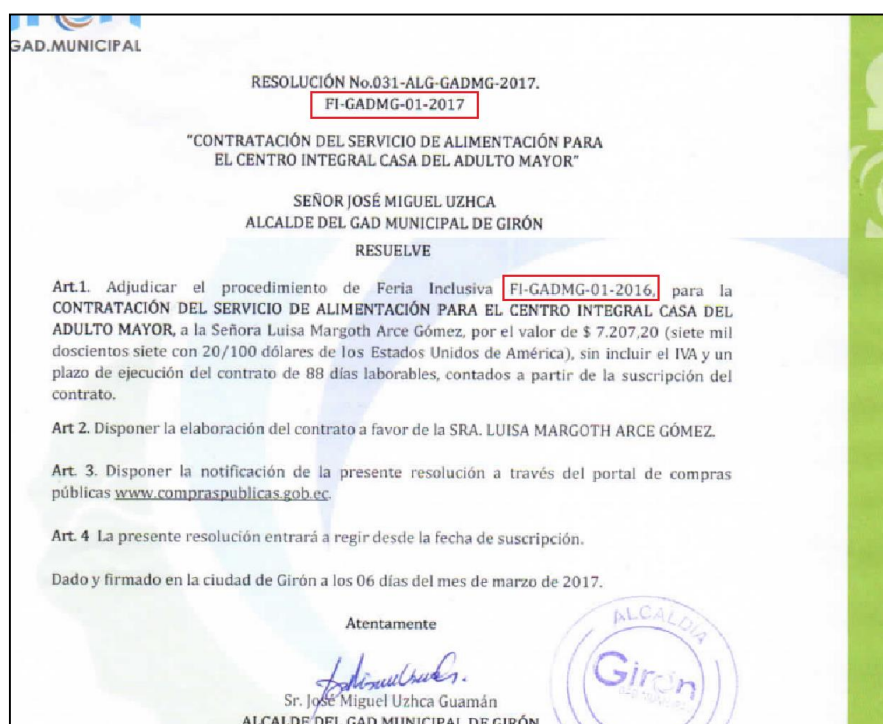 Girón
GAD.MUNICIPAL
RESOLUCIÓN No.031-ALG-GADMG-2017.
FI-GADMG-01-2017
"CONTRATACIÓN DEL SERVICIO DE ALIMENTACIÓN PARA
EL CENTRO INTEGRAL CASA DEL ADULTO MAYOR"
SEÑOR JOSÉ MIGUEL UZHCA
ALCALDE DEL GAD MUNICIPAL DE GIRÓN
RESUELVE
Art.1. Adjudicar el procedimiento de Feria Inclusiva FI-GADMG-01-2016, para la
CONTRATACIÓN DEL SERVICIO DE ALIMENTACIÓN PARA EL CENTRO INTEGRAL CASA DEL
ADULTO MAYOR, a la Señora Luisa Margoth Arce Gómez, por el valor de $ 7.207,20 (siete mil
doscientos siete con 20/100 dólares de los Estados Unidos de América), sin incluir el IVA y un
plazo de ejecución del contrato de 88 días laborables, contados a partir de la suscripción del
contrato.
Art 2. Disponer la elaboración del contrato a favor de la SRA. LUISA MARGOTH ARCE GÓMEZ.
Art. 3. Disponer la notificación de la presente resolución a través del portal de compras
públicas www.compraspublicas.gob.ec.
Art. 4 La presente resolución entrará a regir desde la fecha de suscripción.
Dado y firmado en la ciudad de Girón a los 06 días del mes de marzo de 2017.
Atentamente
Sr. José Miguel Uzhca Guamán
ALCALDE DEL GAD MUNICIPAL DE GIRÓN
ALCALDIA
Girón
GAD MUNICIPAL